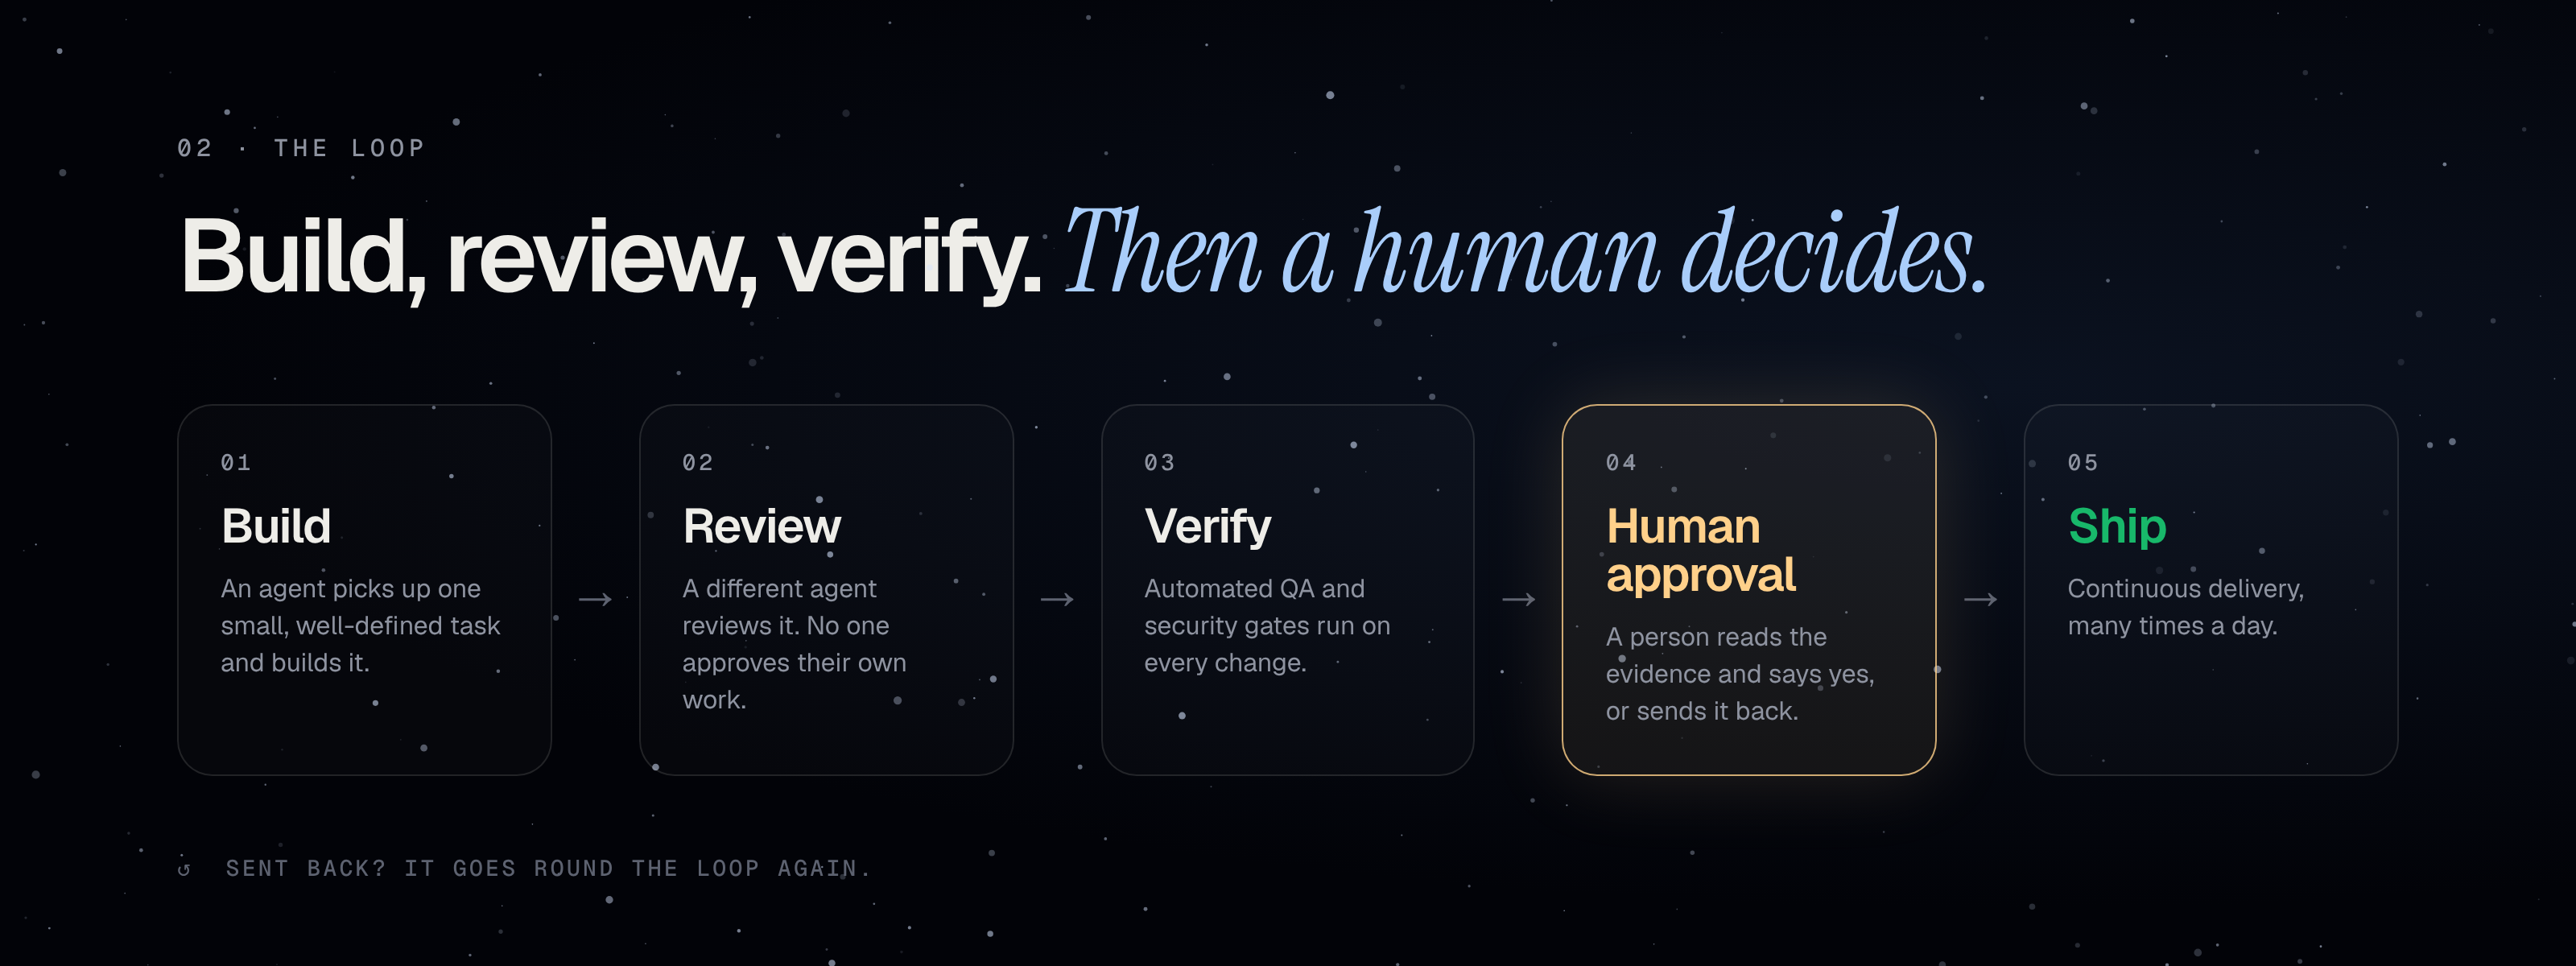 02 · THE LOOP
Build, review, verify. Then a human decides.
01
Build
An agent picks up one
small, well-defined task
and builds it.
→
02
Review
A different agent
reviews it. No one
approves their own
work.
→
03
Verify
Automated QA and
security gates run on
every change.
→
04
Human
approval
A person reads the
evidence and says yes,
or sends it back.
→
05
Ship
Continuous delivery,
many times a day.
↺ SENT BACK? IT GOES ROUND THE LOOP AGAIN.